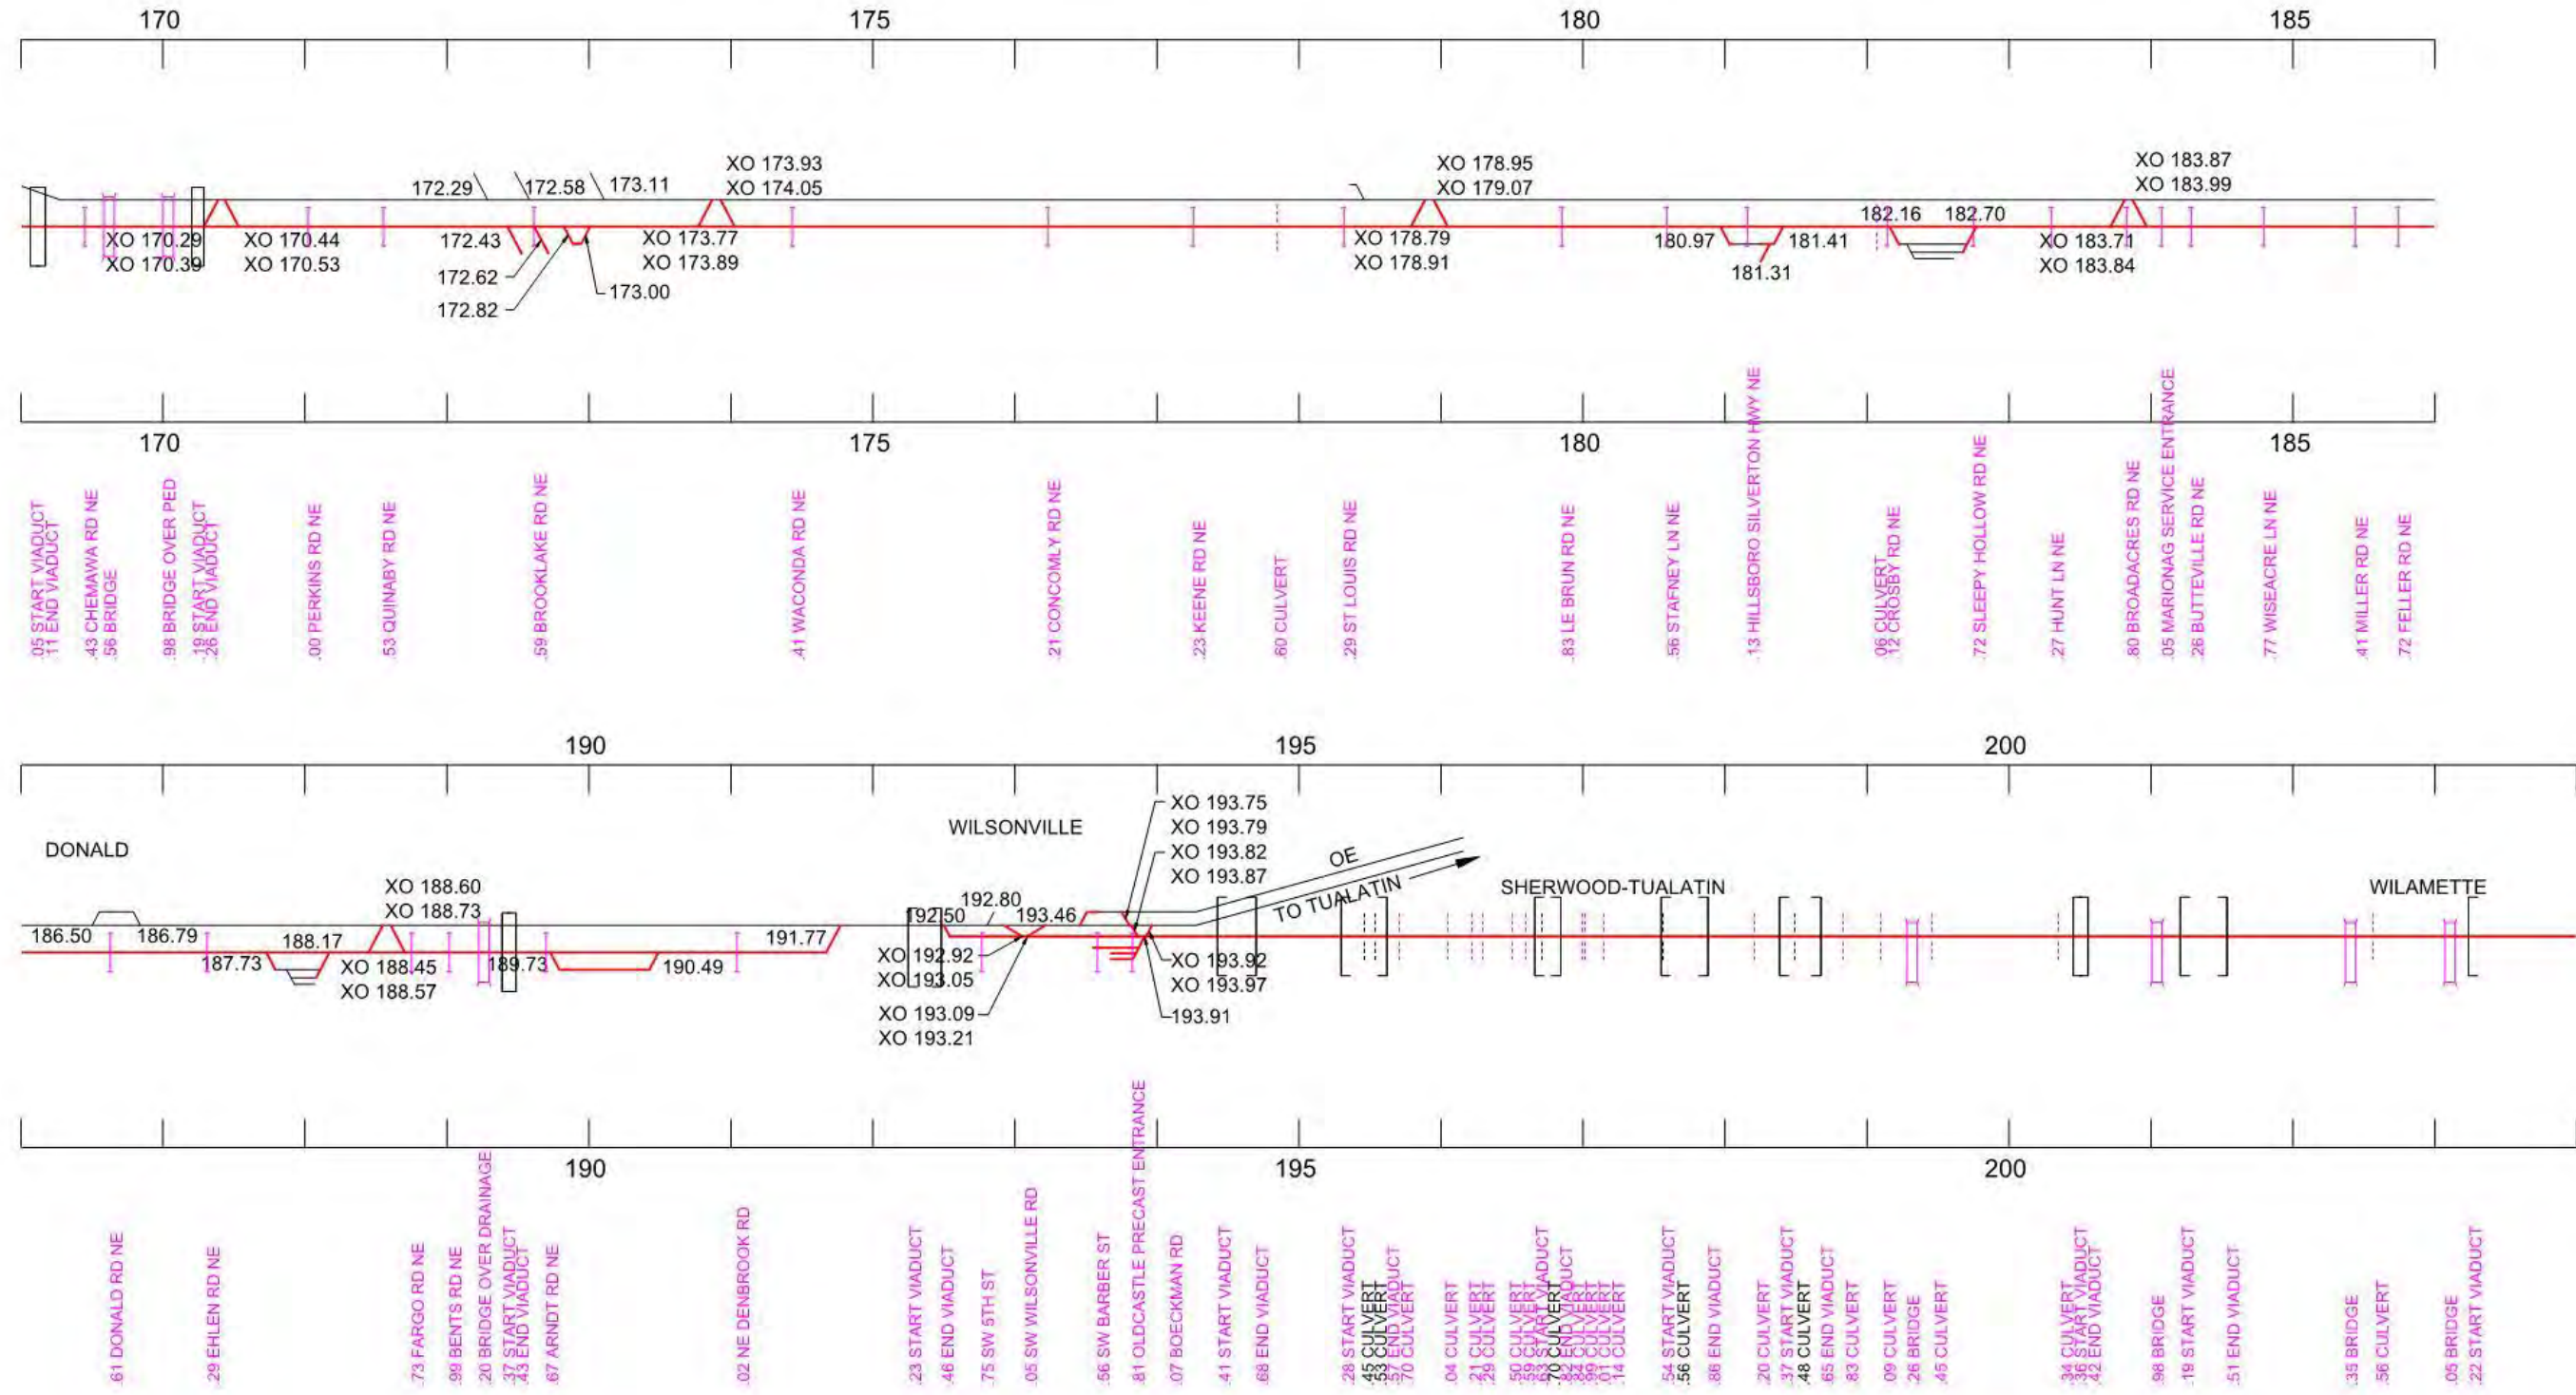 170 175 180 185
XO 173.93 XO 178.95 XO 183.87
172.29 172.58 173.11 XO 174.05 XO 179.07 XO 183.99
182.16 182.70
XO 170.29 XO 170.44 172.43 XO 173.77 XO 178.79 180.97 181.41 XO 183.71
XO 170.39 XO 170.53 XO 173.89 XO 178.91 181.31 XO 183.84
172.62
173.00
172.82
170 175 180 185
.05 START VIADUCT
.11 END VIADUCT
.43 CHEMAWA RD NE
.56 BRIDGE
.98 BRIDGE OVER PED
.19 START VIADUCT
.26 END VIADUCT
.00 PERKINS RD NE
.53 QUINABY RD NE
.59 BROOKLAKE RD NE
.41 WACONDA RD NE
.21 CONCOMLY RD NE
.23 KEENE RD NE
.60 CULVERT
.29 ST LOUIS RD NE
.83 LE BRUN RD NE
.56 STAFNEY LN NE
.13 HILLSBORO SILVERTON HWY NE
.06 CULVERT
.12 CROSBY RD NE
.72 SLEEPY HOLLOW RD NE
.27 HUNT LN NE
.80 BROADACRES RD NE
.05 MARIONAG SERVICE ENTRANCE
.26 BUTTEVILLE RD NE
.77 WISEACRE LN NE
.41 MILLER RD NE
.72 FELLER RD NE
190 195 200
DONALD
WILSONVILLE
XO 193.75
XO 193.79
XO 193.82
XO 193.87
OE
TO TUALATIN
SHERWOOD-TUALATIN
WILAMETTE
XO 188.60
XO 188.73
192.80
192.50 193.46
186.50 186.79 188.17 191.77
187.73 XO 188.45 189.73 190.49 XO 192.92 XO 193.92
XO 188.57 XO 193.05 XO 193.97
XO 193.09 193.91
XO 193.21
190 195 200
.61 DONALD RD NE
.29 EHLEN RD NE
.73 FARGO RD NE
.99 BENTS RD NE
.20 BRIDGE OVER DRAINAGE
.37 START VIADUCT
.43 END VIADUCT
.67 ARNDT RD NE
.02 NE DENBROOK RD
.23 START VIADUCT
.46 END VIADUCT
.75 SW 5TH ST
.05 SW WILSONVILLE RD
.56 SW BARBER ST
.81 OLDCASTLE PRECAST ENTRANCE
.07 BOECKMAN RD
.41 START VIADUCT
.68 END VIADUCT
.28 START VIADUCT
.45 CULVERT
.53 CULVERT
.57 END VIADUCT
.70 CULVERT
.04 CULVERT
.21 CULVERT
.29 CULVERT
.50 CULVERT
.59 CULVERT
.63 START VIADUCT
.70 CULVERT
.82 END VIADUCT
.84 CULVERT
.99 CULVERT
.01 CULVERT
.14 CULVERT
.54 START VIADUCT
.56 CULVERT
.86 END VIADUCT
.20 CULVERT
.37 START VIADUCT
.48 CULVERT
.65 END VIADUCT
.83 CULVERT
.09 CULVERT
.26 BRIDGE
.45 CULVERT
.34 CULVERT
.36 START VIADUCT
.42 END VIADUCT
.98 BRIDGE
.19 START VIADUCT
.51 END VIADUCT
.35 BRIDGE
.56 CULVERT
.05 BRIDGE
.22 START VIADUCT